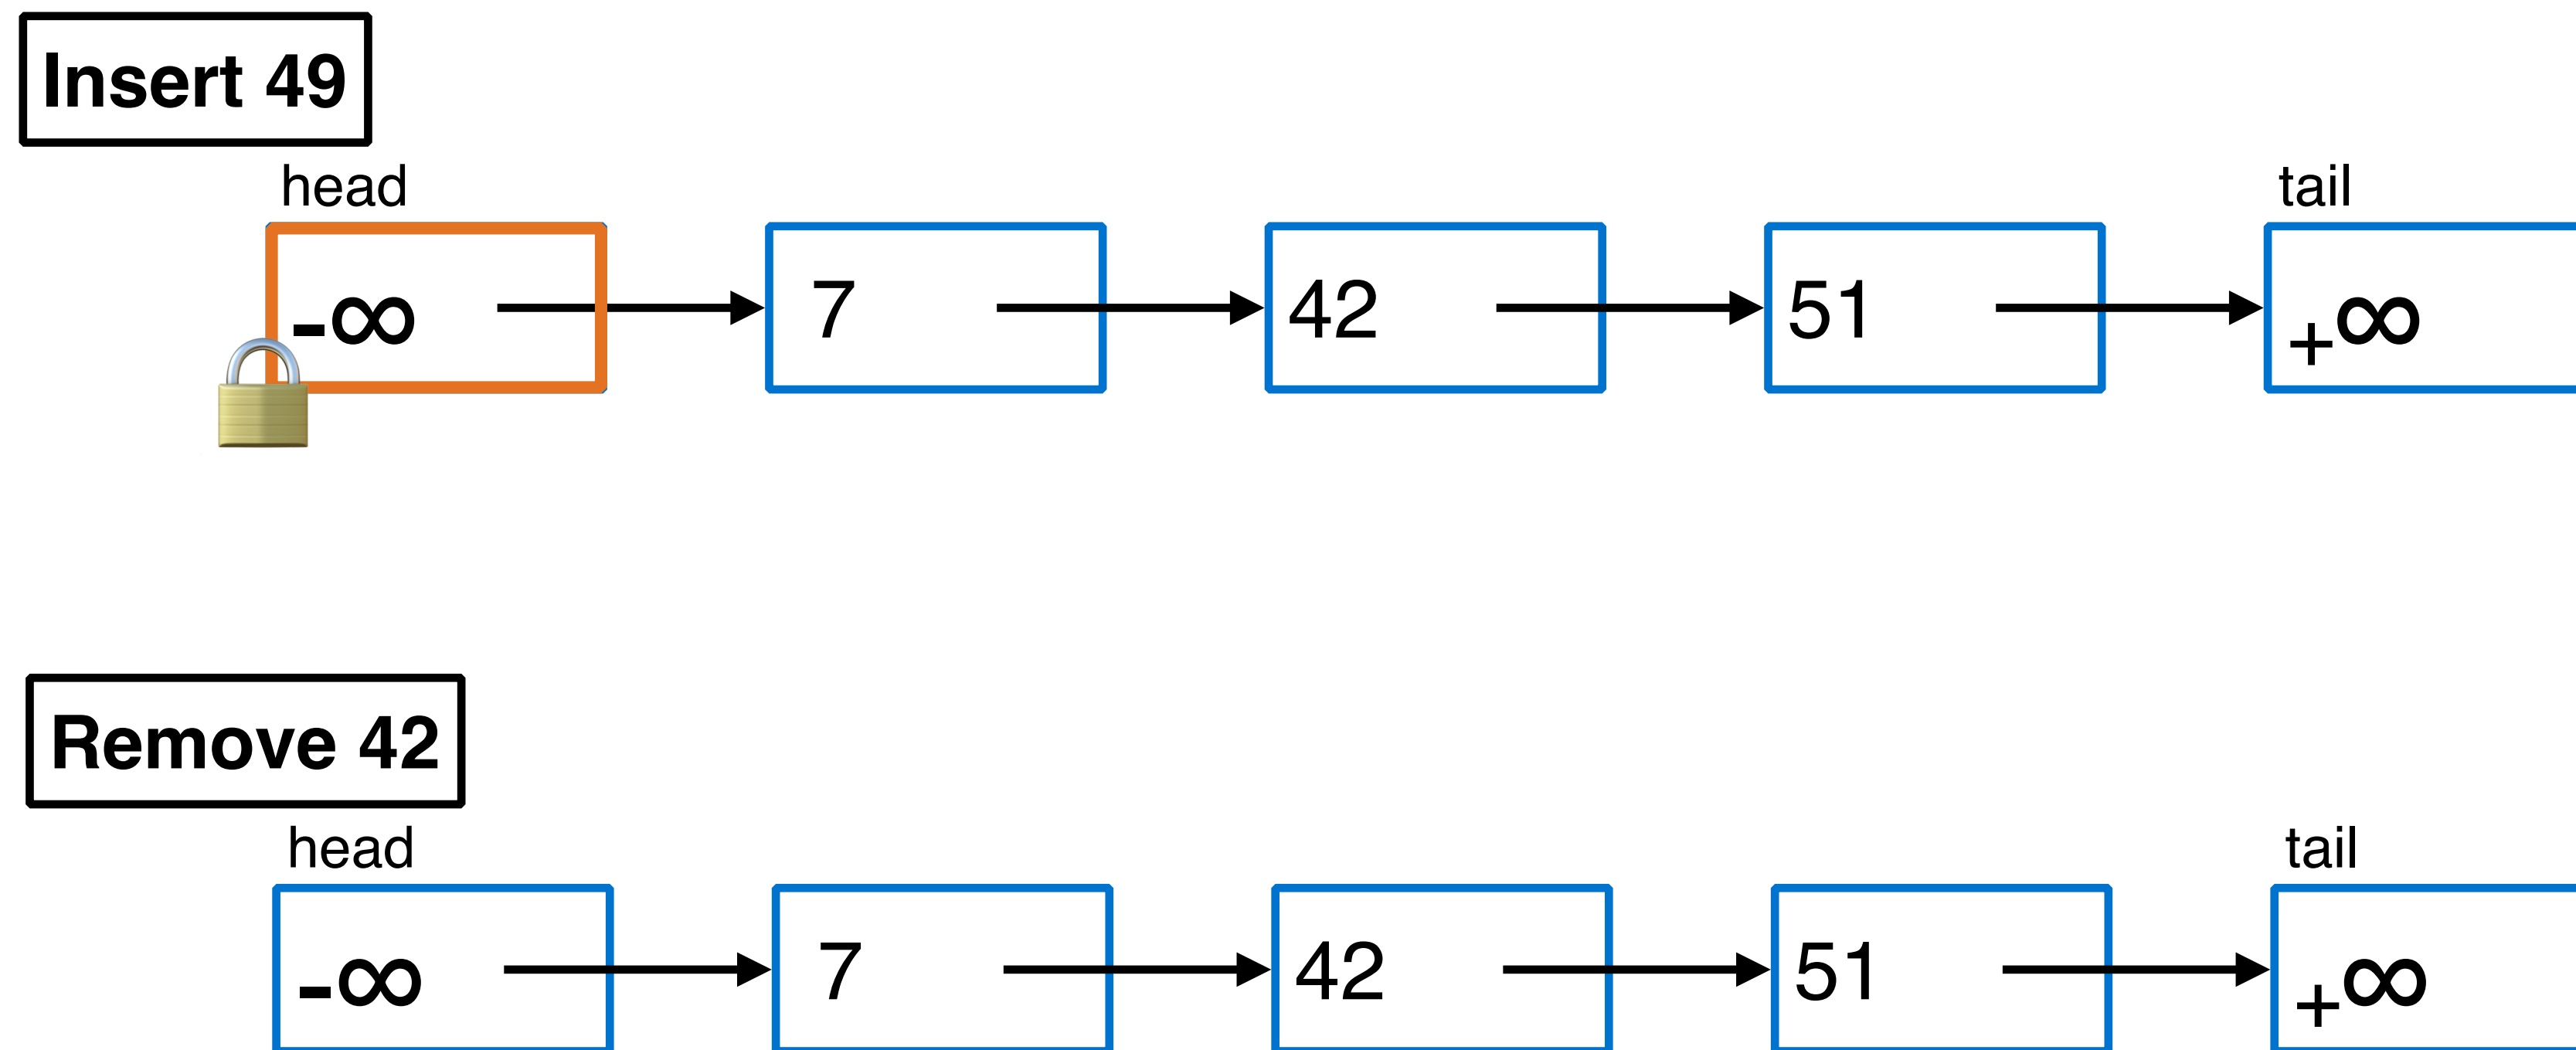 Insert 49
head tail
-∞ 7 42 51 +∞
Remove 42
head tail
-∞ 7 42 51 +∞